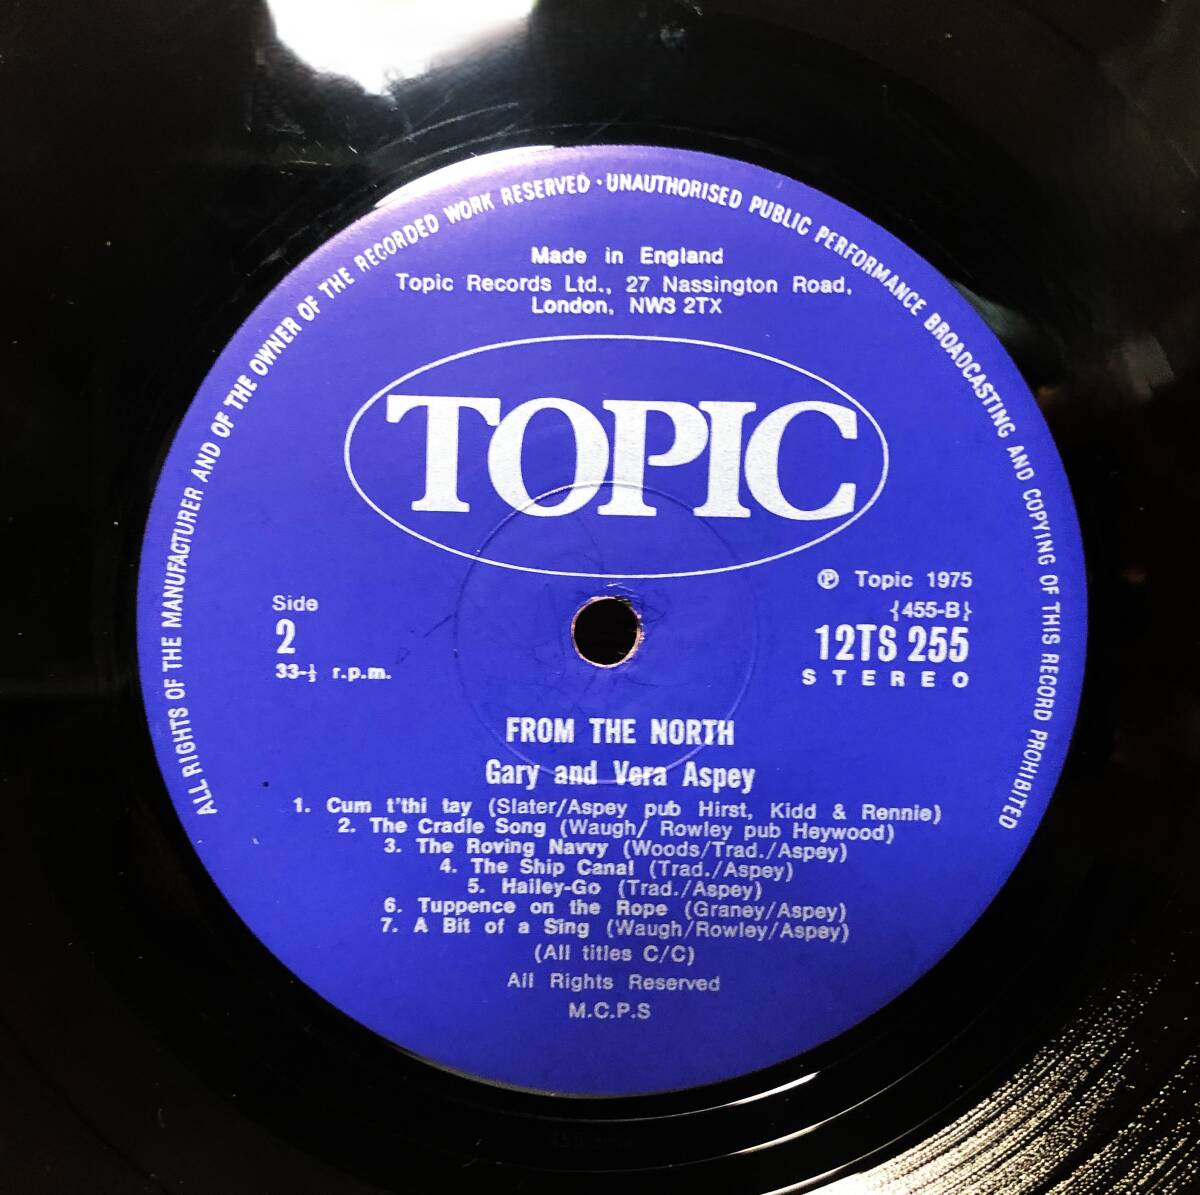 ALL RIGHTS OF THE MANUFACTURER AND OF THE OWNER OF THE RECORDED WORK RESERVED · UNAUTHORISED PUBLIC PERFORMANCE BROADCASTING AND COPYING OF THIS RECORD PROHIBITED
Made in England
Topic Records Ltd., 27 Nassington Road,
London, NW3 2TX
TOPIC
℗ Topic 1975
{455-B}
12TS 255
STEREO
Side
2
33-⅓ r.p.m.
FROM THE NORTH
Gary and Vera Aspey
1. Cum t'thi tay (Slater/Aspey pub Hirst, Kidd & Rennie)
2. The Cradle Song (Waugh/ Rowley pub Heywood)
3. The Roving Navvy (Woods/Trad./Aspey)
4. The Ship Canal (Trad./Aspey)
5. Hailey-Go (Trad./Aspey)
6. Tuppence on the Rope (Graney/Aspey)
7. A Bit of a Sing (Waugh/Rowley/Aspey)
(All titles C/C)
All Rights Reserved
M.C.P.S